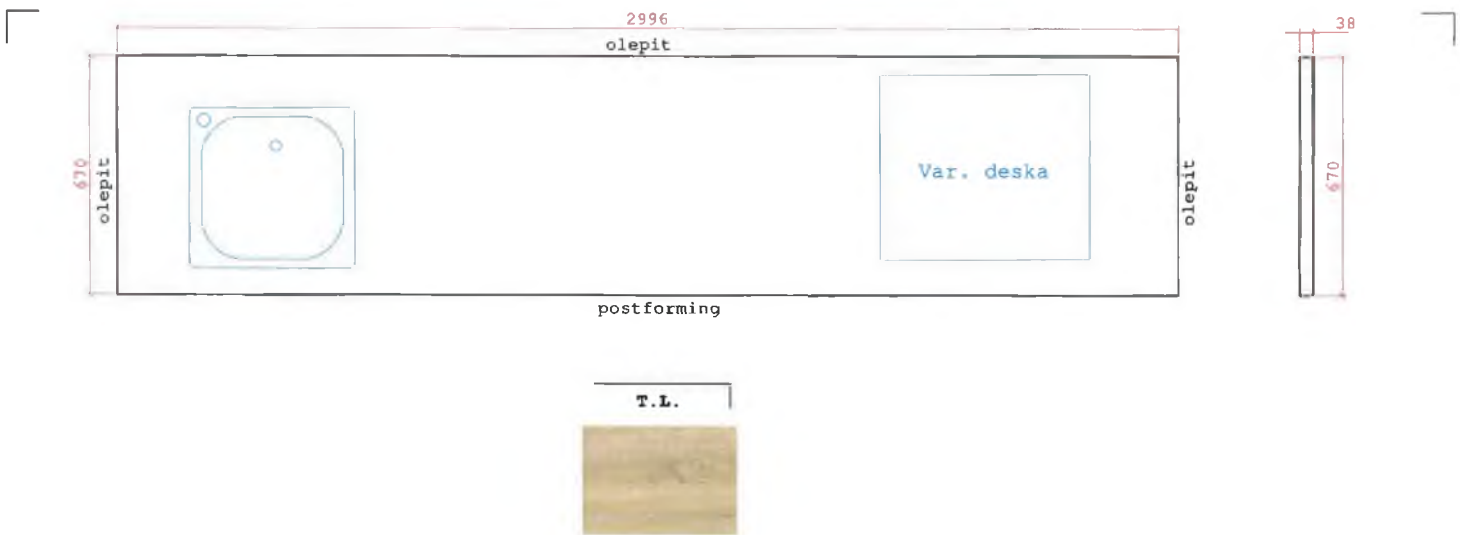 2996
38
olepit
670
olepit
Var. deska
olepit
670
postforming
T.L.